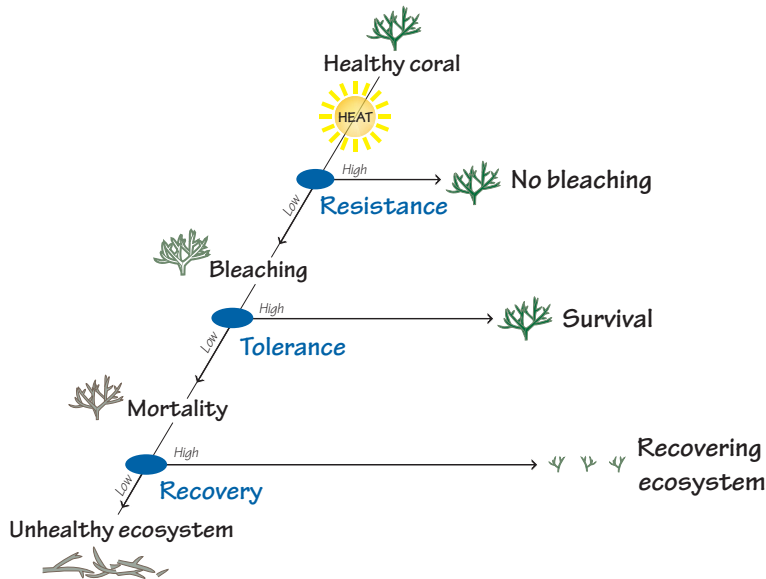 Healthy coral
HEAT
High
No bleaching
Low
Resistance
Bleaching
High
Survival
Low
Tolerance
Mortality
High
Recovering
ecosystem
Low
Recovery
Unhealthy ecosystem